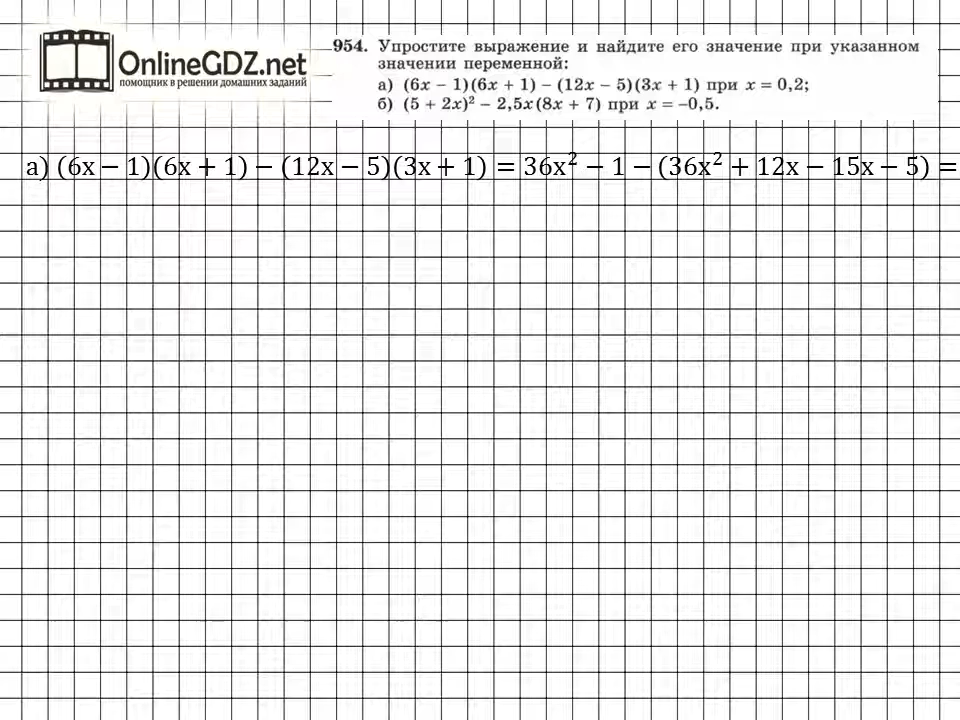 OnlineGDZ.net
помощник в решении домашних заданий
954. Упростите выражение и найдите его значение при указанном
значении переменной:
а) (6x − 1)(6x + 1) − (12x − 5)(3x + 1) при x = 0,2;
б) (5 + 2x)² − 2,5x(8x + 7) при x = −0,5.
а) (6x − 1)(6x + 1) − (12x − 5)(3x + 1) = 36x² − 1 − (36x² + 12x − 15x − 5) =